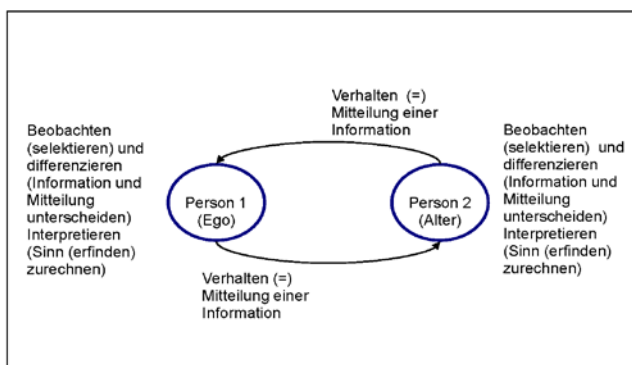 Verhalten (=)
Mitteilung einer
Information
Beobachten
(selektieren) und
differenzieren
(Information und
Mitteilung
unterscheiden)
Interpretieren
(Sinn (erfinden)
zurechnen)
Person 1
(Ego)
Person 2
(Alter)
Beobachten
(selektieren) und
differenzieren
(Information und
Mitteilung
unterscheiden)
Interpretieren
(Sinn (erfinden)
zurechnen)
Verhalten (=)
Mitteilung einer
Information